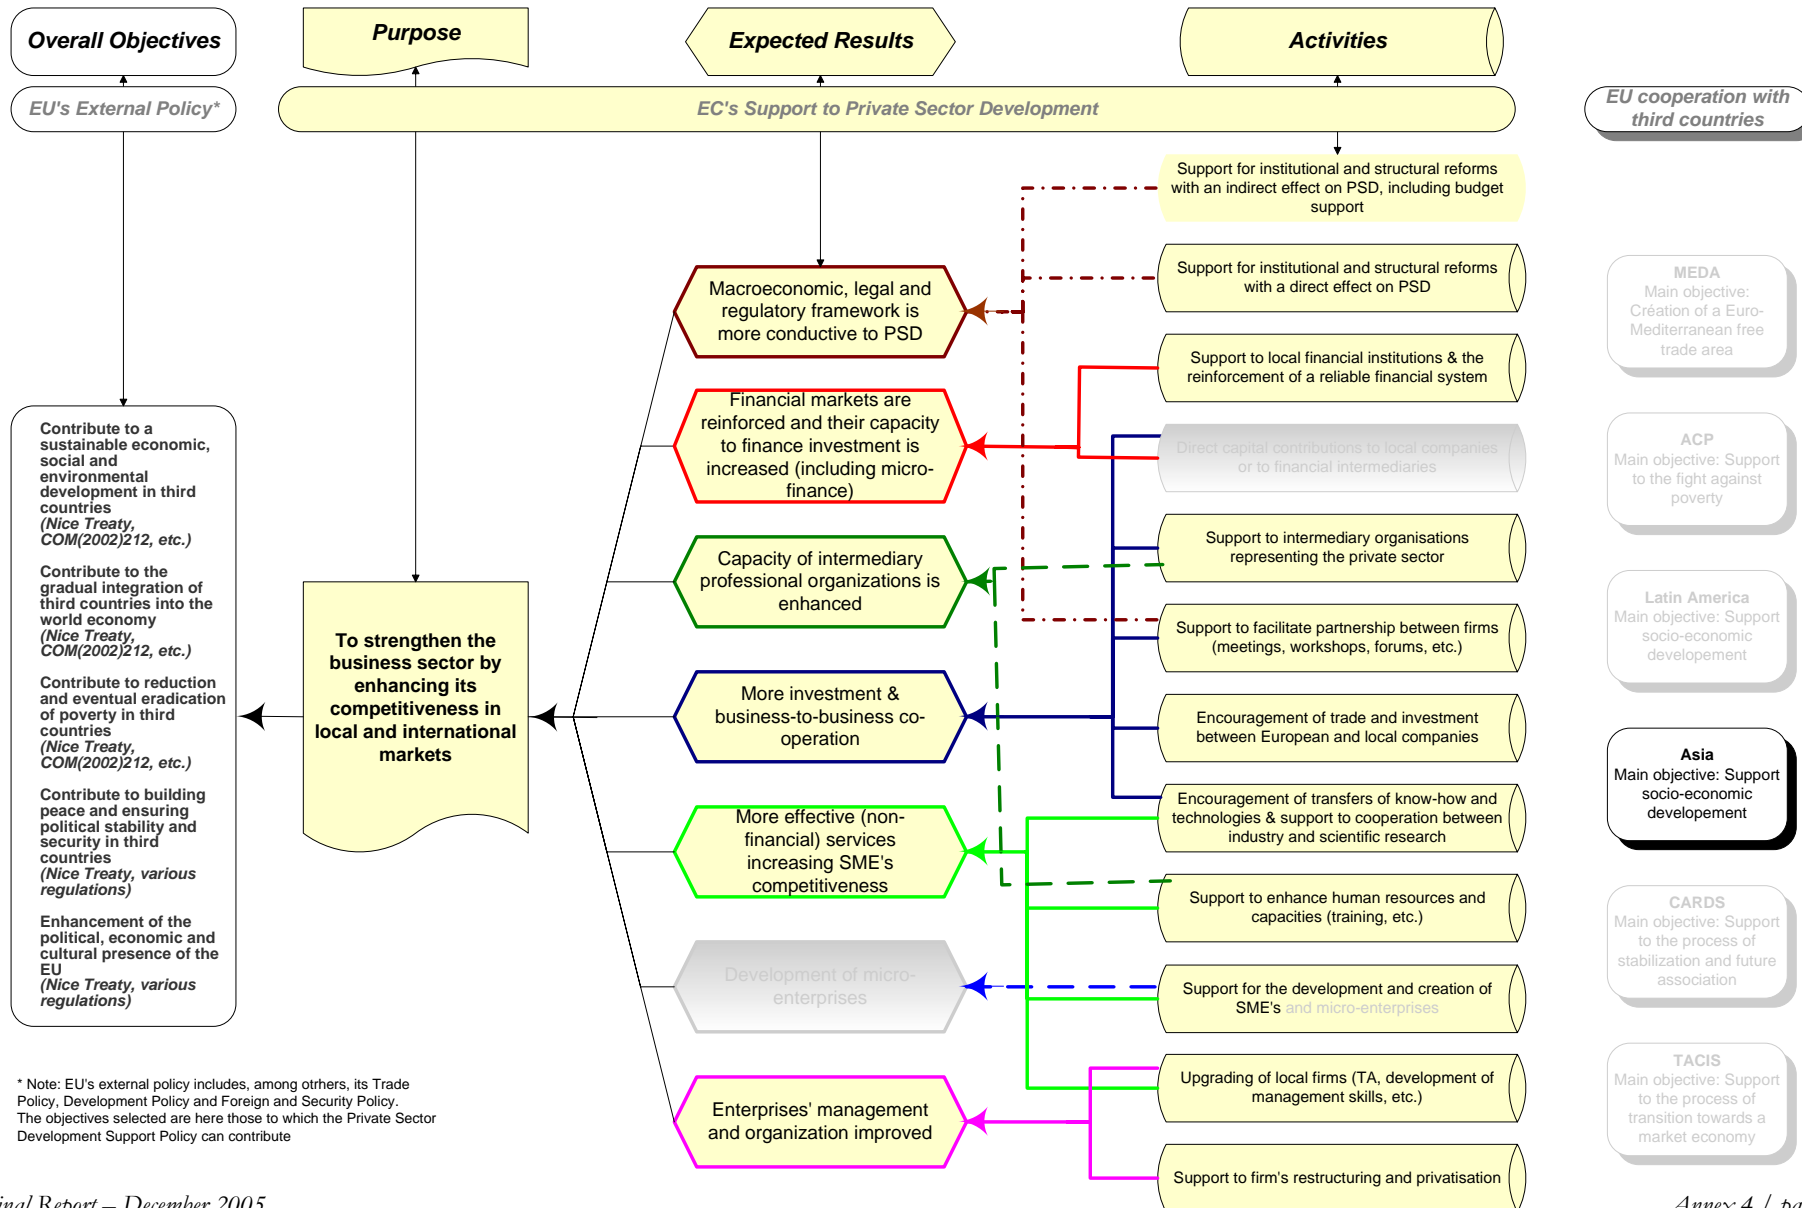 Overall Objectives
Purpose
Expected Results
Activities
EU's External Policy*
EC's Support to Private Sector Development
EU cooperation with
third countries
Contribute to a
sustainable economic,
social and
environmental
development in third
countries
(Nice Treaty,
COM(2002)212, etc.)
Contribute to the
gradual integration of
third countries into the
world economy
(Nice Treaty,
COM(2002)212, etc.)
Contribute to reduction
and eventual eradication
of poverty in third
countries
(Nice Treaty,
COM(2002)212, etc.)
Contribute to building
peace and ensuring
political stability and
security in third
countries
(Nice Treaty, various
regulations)
Enhancement of the
political, economic and
cultural presence of the
EU
(Nice Treaty, various
regulations)
To strengthen the
business sector by
enhancing its
competitiveness in
local and international
markets
Macroeconomic, legal and
regulatory framework is
more conductive to PSD
Financial markets are
reinforced and their capacity
to finance investment is
increased (including micro-
finance)
Capacity of intermediary
professional organizations is
enhanced
More investment &
business-to-business co-
operation
More effective (non-
financial) services
increasing SME's
competitiveness
Development of micro-
enterprises
Enterprises' management
and organization improved
Support for institutional and structural reforms
with an indirect effect on PSD, including budget
support
Support for institutional and structural reforms
with a direct effect on PSD
Support to local financial institutions & the
reinforcement of a reliable financial system
Direct capital contributions to local companies
or to financial intermediaries
Support to intermediary organisations
representing the private sector
Support to facilitate partnership between firms
(meetings, workshops, forums, etc.)
Encouragement of trade and investment
between European and local companies
Encouragement of transfers of know-how and
technologies & support to cooperation between
industry and scientific research
Support to enhance human resources and
capacities (training, etc.)
Support for the development and creation of
SME's and micro-enterprises
Upgrading of local firms (TA, development of
management skills, etc.)
Support to firm's restructuring and privatisation
MEDA
Main objective:
Création of a Euro-
Mediterranean free
trade area
ACP
Main objective: Support
to the fight against
poverty
Latin America
Main objective: Support
socio-economic
developement
Asia
Main objective: Support
socio-economic
developement
CARDS
Main objective: Support
to the process of
stabilization and future
association
TACIS
Main objective: Support
to the process of
transition towards a
market economy
* Note: EU's external policy includes, among otrhers, its Trade
Policy, Development Policy and Foreign and Security Policy.
The objectives selected are here those to which the Private Sector
Development Support Policy can contribute
inal Report – December 2005
Annex 4 / pa